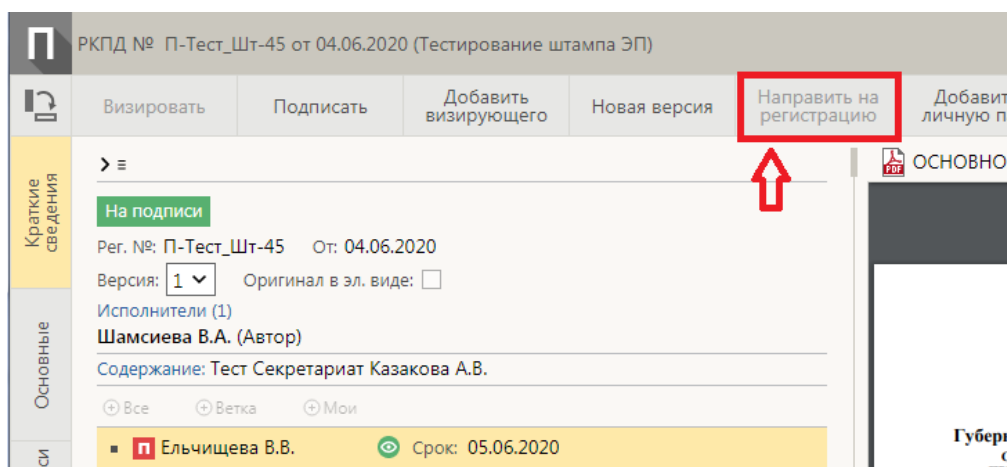 П
РКПД № П-Тест_Шт-45 от 04.06.2020 (Тестирование штампа ЭП)
Визировать
Подписать
Добавить
визирующего
Новая версия
Направить на
регистрацию
Добавит
личную п
Краткие
сведения
PDF ОСНОВНО
На подписи
Рег. №: П-Тест_Шт-45 От: 04.06.2020
Версия: 1 Оригинал в эл. виде:
Исполнители (1)
Шамсиева В.А. (Автор)
Содержание: Тест Секретариат Казакова А.В.
Основные
Все Ветка Мои
П Ельчищева В.В. Срок: 05.06.2020
Губер